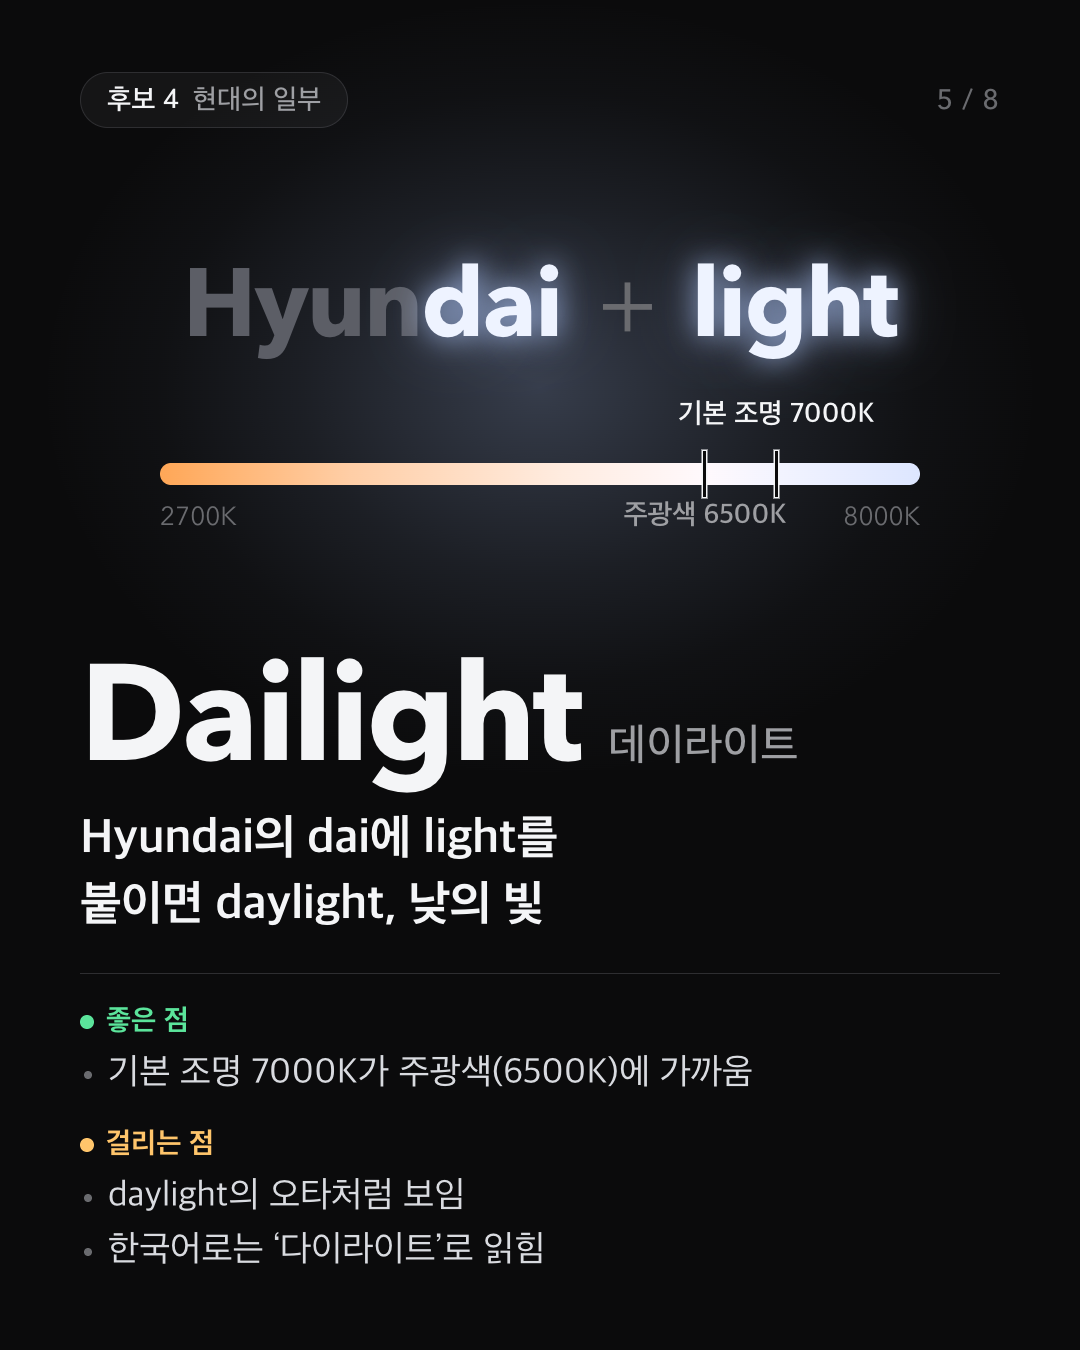 후보 4 현대의 일부
5 / 8
Hyundai + light
기본 조명 7000K
2700K
주광색 6500K
8000K
Dailight 데이라이트
Hyundai의 dai에 light를
붙이면 daylight, 낮의 빛
좋은 점
• 기본 조명 7000K가 주광색(6500K)에 가까움
걸리는 점
• daylight의 오타처럼 보임
• 한국어로는 ‘다이라이트’로 읽힘